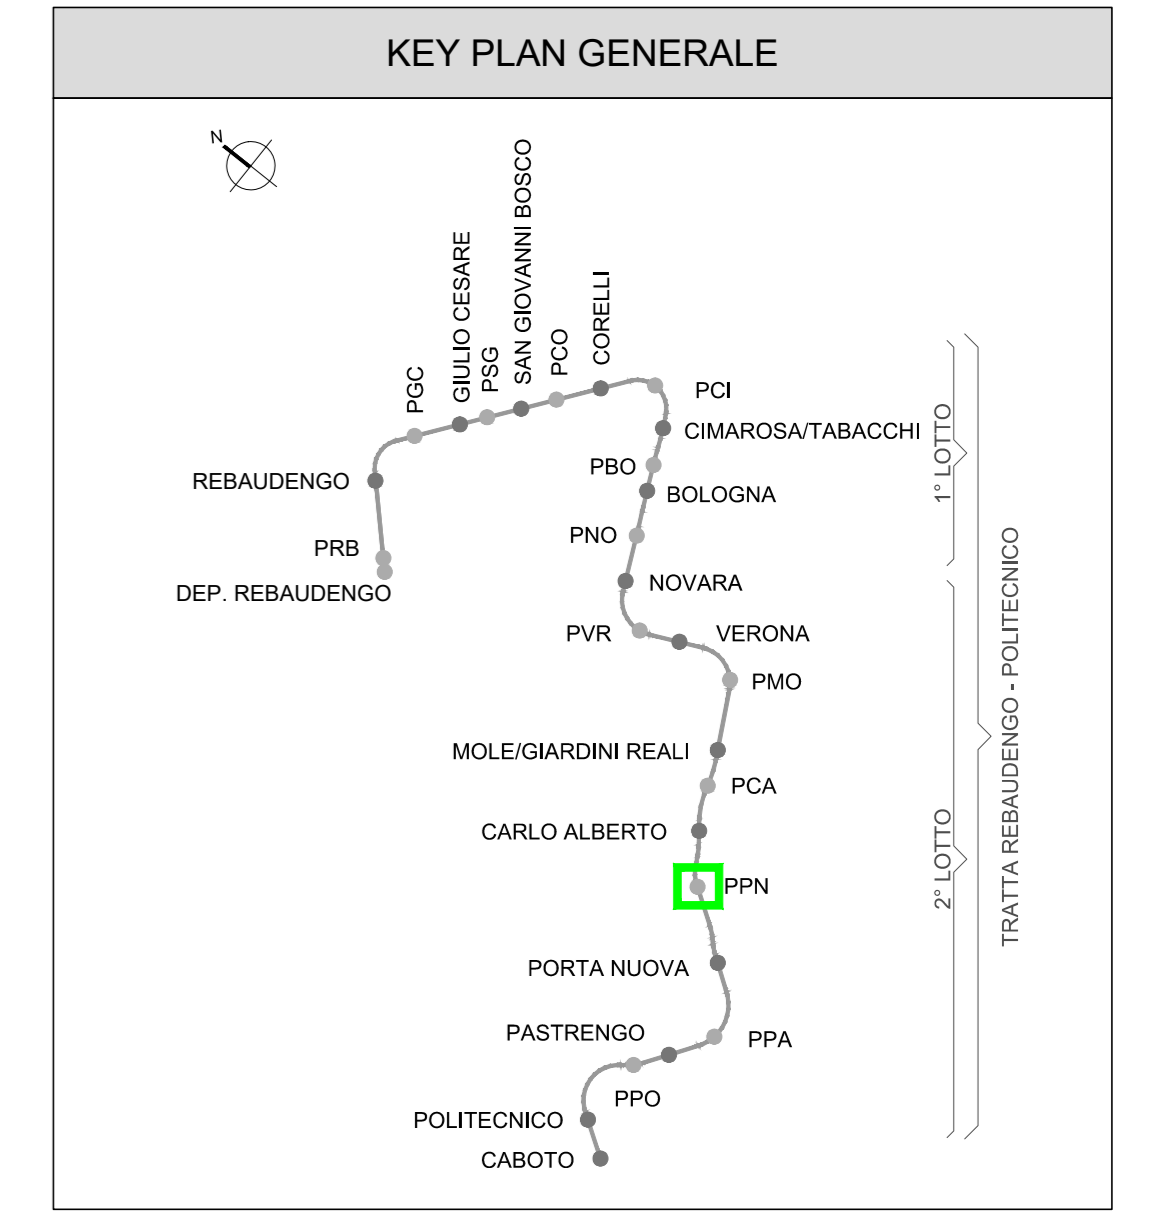 KEY PLAN GENERALE
N
PGC
GIULIO CESARE
PSG
SAN GIOVANNI BOSCO
PCO
CORELLI
PCI
CIMAROSA/TABACCHI
REBAUDENGO
PBO
BOLOGNA
PNO
PRB
DEP. REBAUDENGO
NOVARA
PVR
VERONA
PMO
MOLE/GIARDINI REALI
PCA
CARLO ALBERTO
PPN
PORTA NUOVA
PASTRENGO
PPA
PPO
POLITECNICO
CABOTO
1° LOTTO
2° LOTTO
TRATTA REBAUDENGO - POLITECNICO